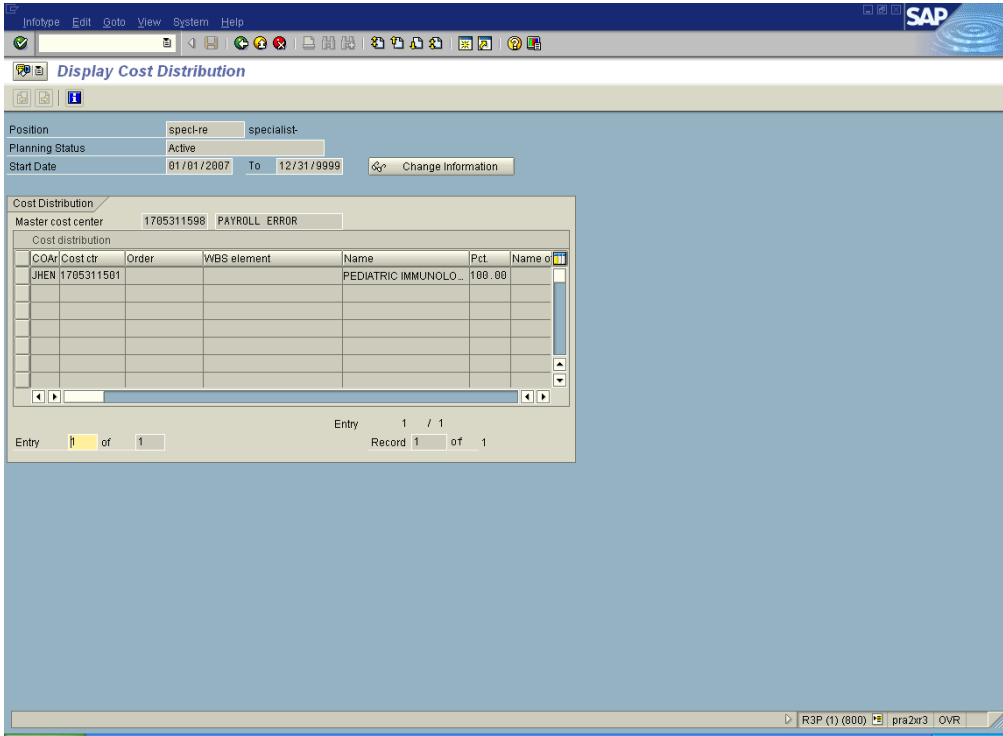 Infotype Edit Goto View System Help
SAP
Display Cost Distribution
Position specl-re specialist-
Planning Status Active
Start Date 01/01/2007 To 12/31/9999 Change Information
Cost Distribution
Master cost center 1705311598 PAYROLL ERROR
Cost distribution
COAr Cost ctr Order WBS element Name Pct. Name o
JHEN 1705311501 PEDIATRIC IMMUNOLO... 100.00
Entry 1 / 1
Entry 1 of 1 Record 1 of 1
R3P (1) (800) pra2xr3 OVR